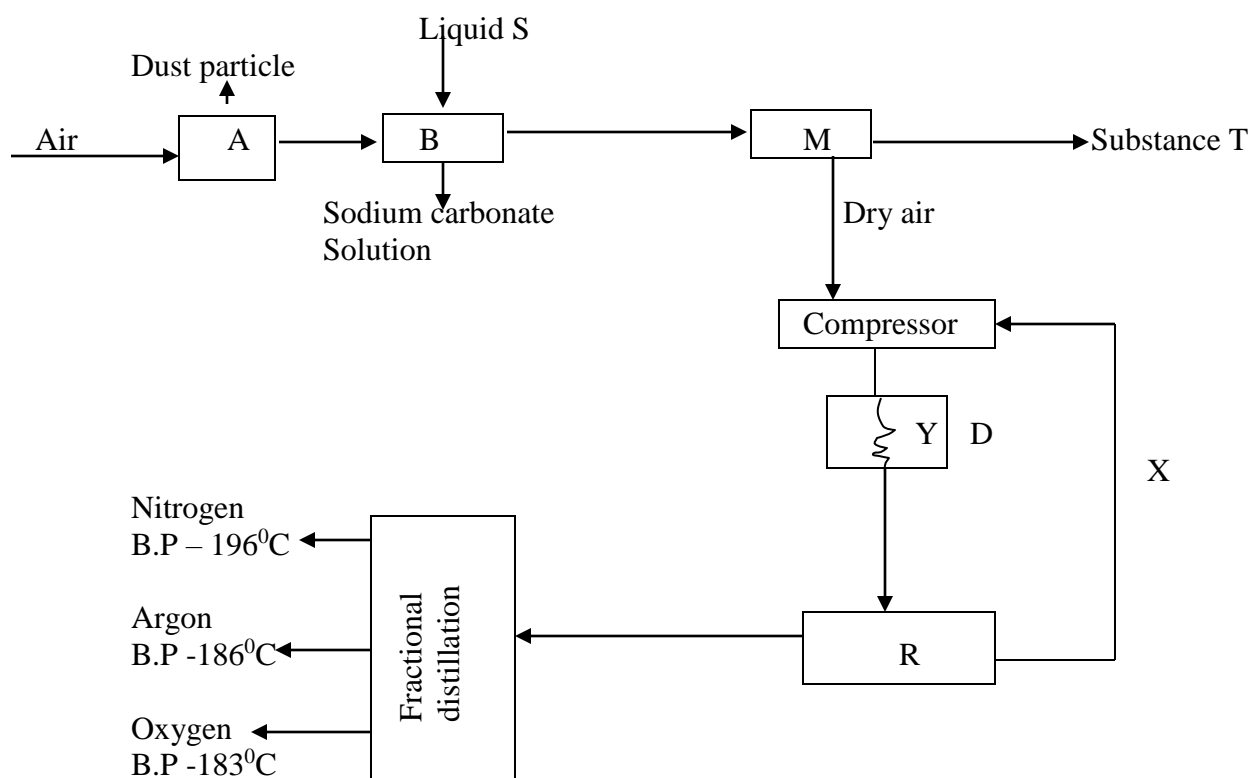 Liquid S
Dust particle
Air
A
B
M
Substance T
Sodium carbonate
Solution
Dry air
Compressor
Y
D
X
Nitrogen
B.P – 196⁰C
Argon
B.P -186⁰C
Oxygen
B.P -183⁰C
Fractional
distillation
R